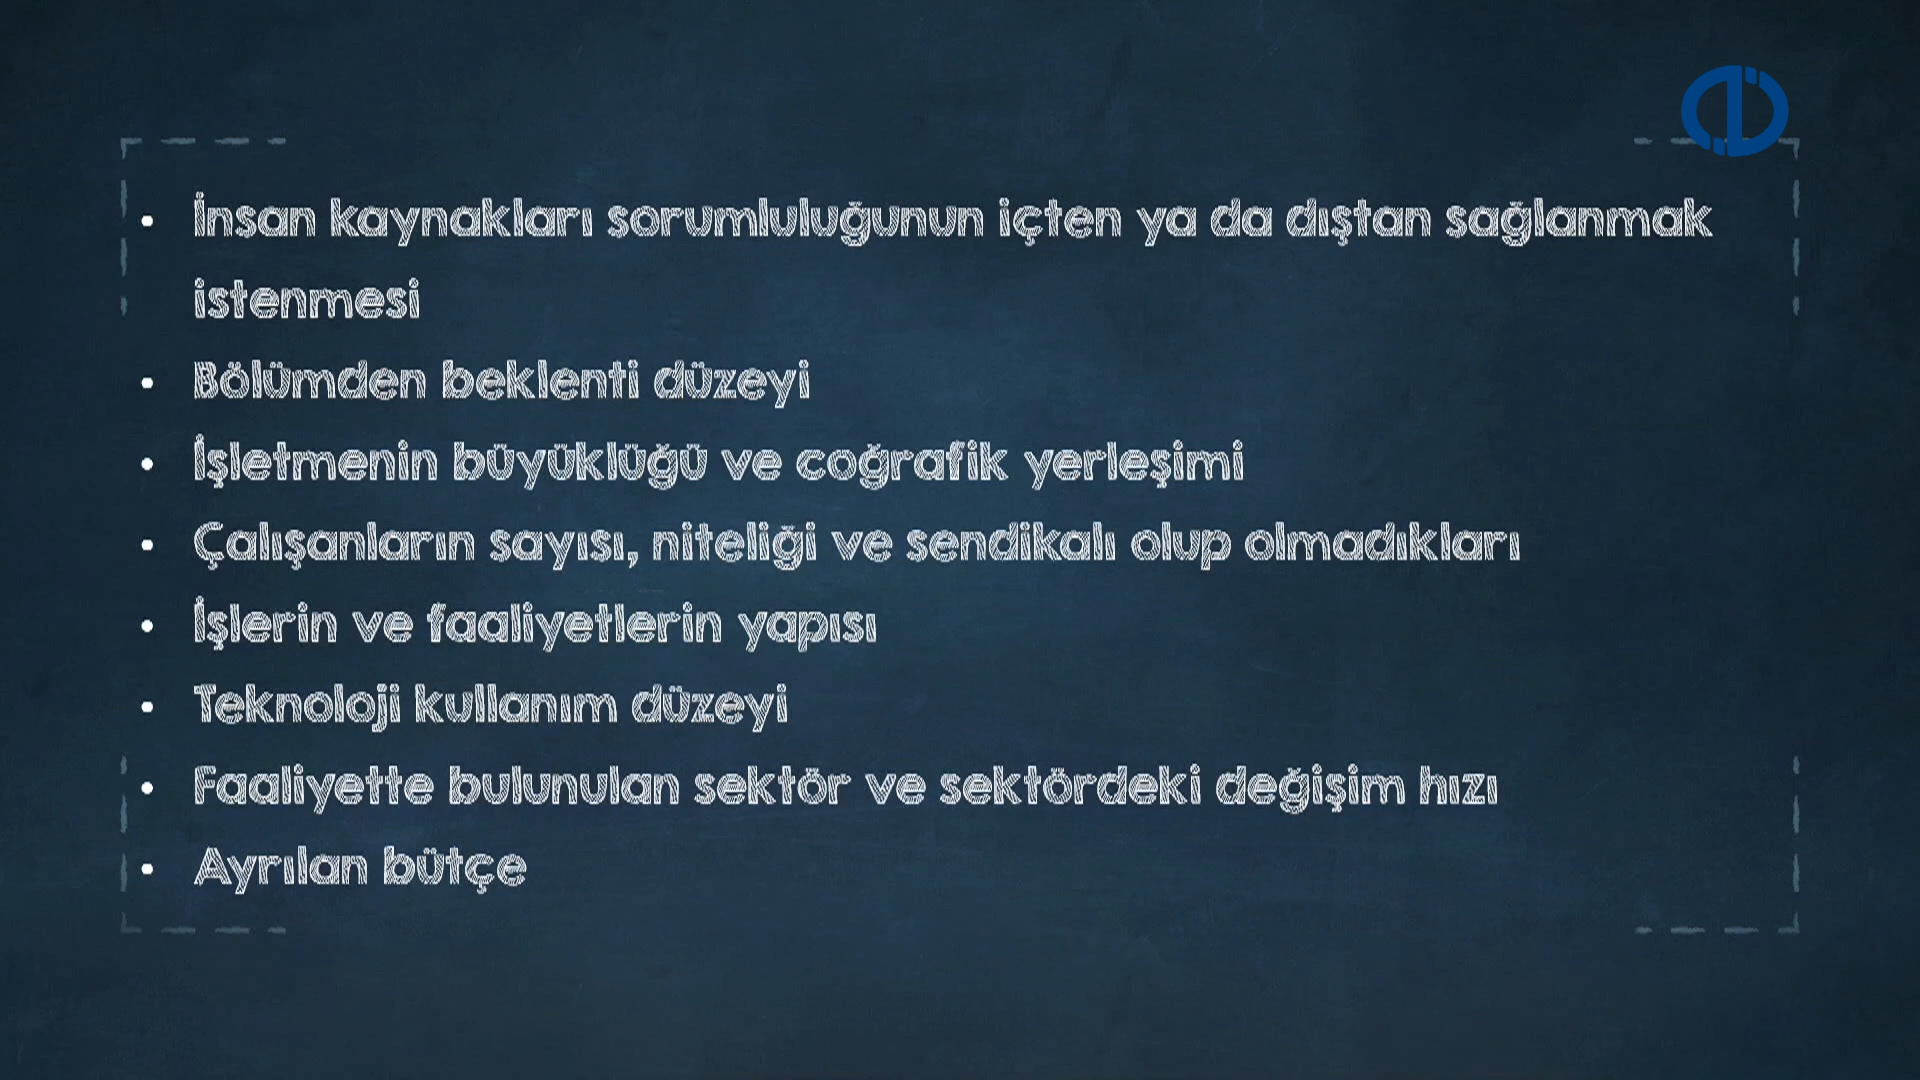 • İnsan kaynakları sorumluluğunun içten ya da dıştan sağlanmak
istenmesi
• Bölümden beklenti düzeyi
• İşletmenin büyüklüğü ve coğrafik yerleşimi
• Çalışanların sayısı, niteliği ve sendikalı olup olmadıkları
• İşlerin ve faaliyetlerin yapısı
• Teknoloji kullanım düzeyi
• Faaliyette bulunulan sektör ve sektördeki değişim hızı
• Ayrılan bütçe